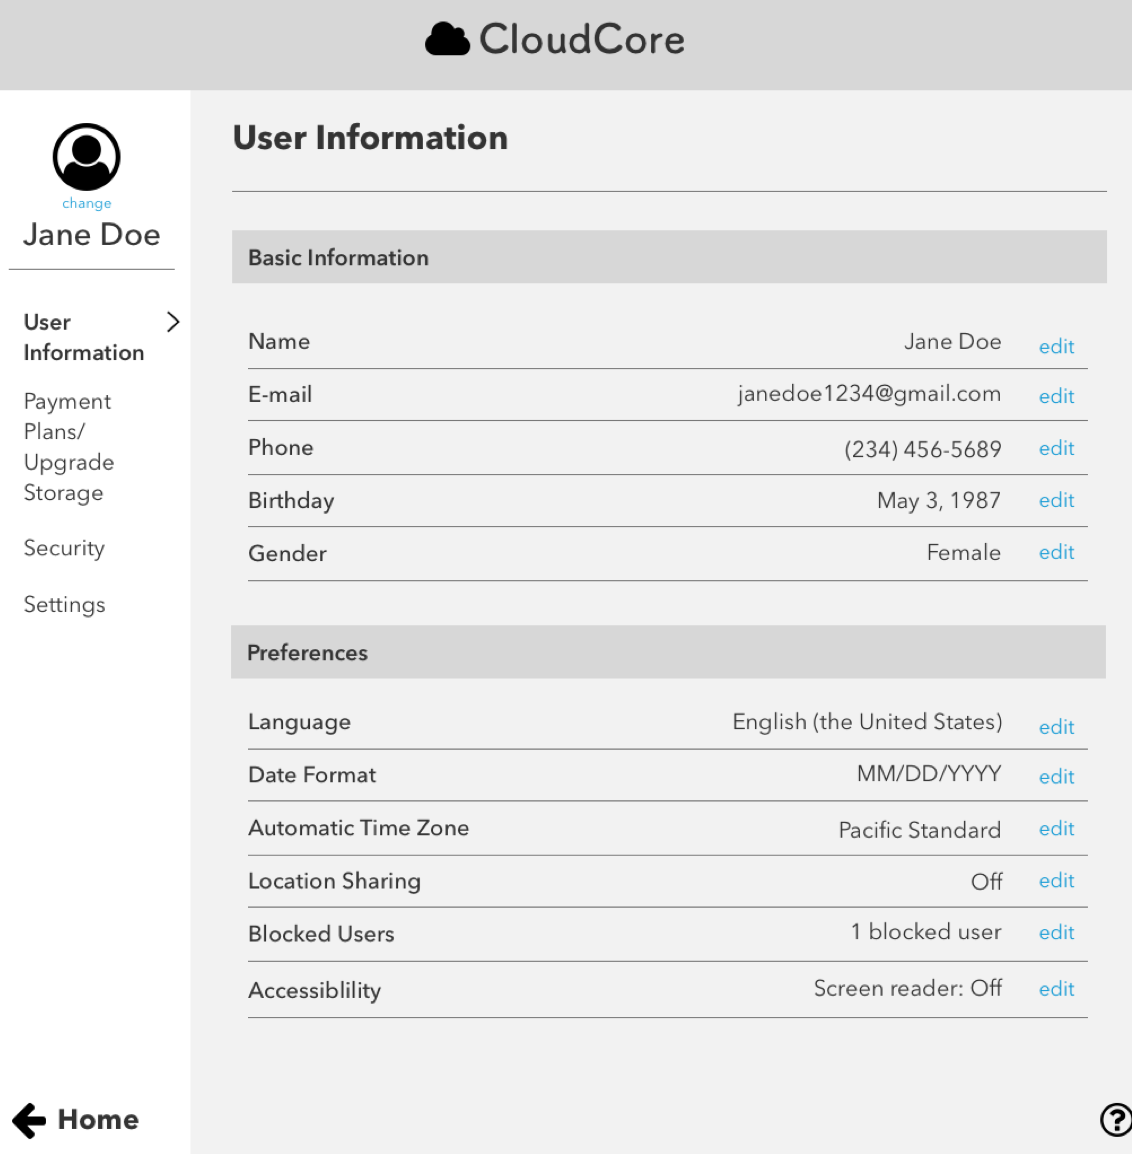 CloudCore
change
Jane Doe
User
Information
Payment
Plans/
Upgrade
Storage
Security
Settings
Home
User Information
Basic Information
Name Jane Doe edit
E-mail janedoe1234@gmail.com edit
Phone (234) 456-5689 edit
Birthday May 3, 1987 edit
Gender Female edit
Preferences
Language English (the United States) edit
Date Format MM/DD/YYYY edit
Automatic Time Zone Pacific Standard edit
Location Sharing Off edit
Blocked Users 1 blocked user edit
Accessiblility Screen reader: Off edit
?